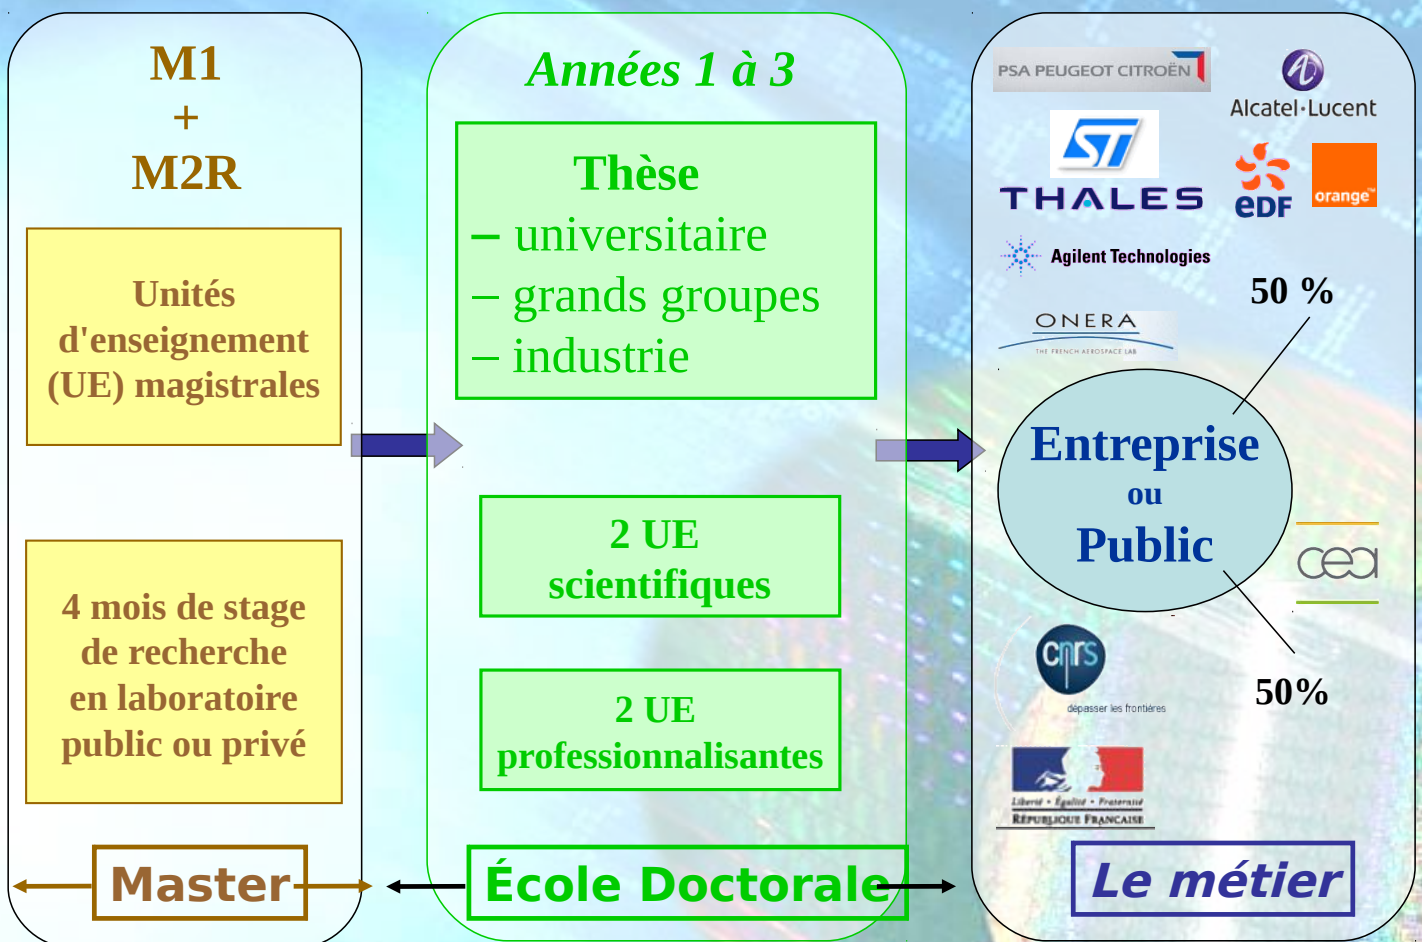 M1
+
M2R
Unités
d'enseignement
(UE) magistrales
4 mois de stage
de recherche
en laboratoire
public ou privé
Master
Années 1 à 3
Thèse
– universitaire
– grands groupes
– industrie
2 UE
scientifiques
2 UE
professionnalisantes
École Doctorale
PSA PEUGEOT CITROËN
Alcatel·Lucent
ST
THALES
eDF
orange™
Agilent Technologies
50 %
ONERA
THE FRENCH AEROSPACE LAB
Entreprise
ou
Public
cea
cnrs
dépasser les frontières
50%
Liberté • Égalité • Fraternité
RÉPUBLIQUE FRANÇAISE
Le métier